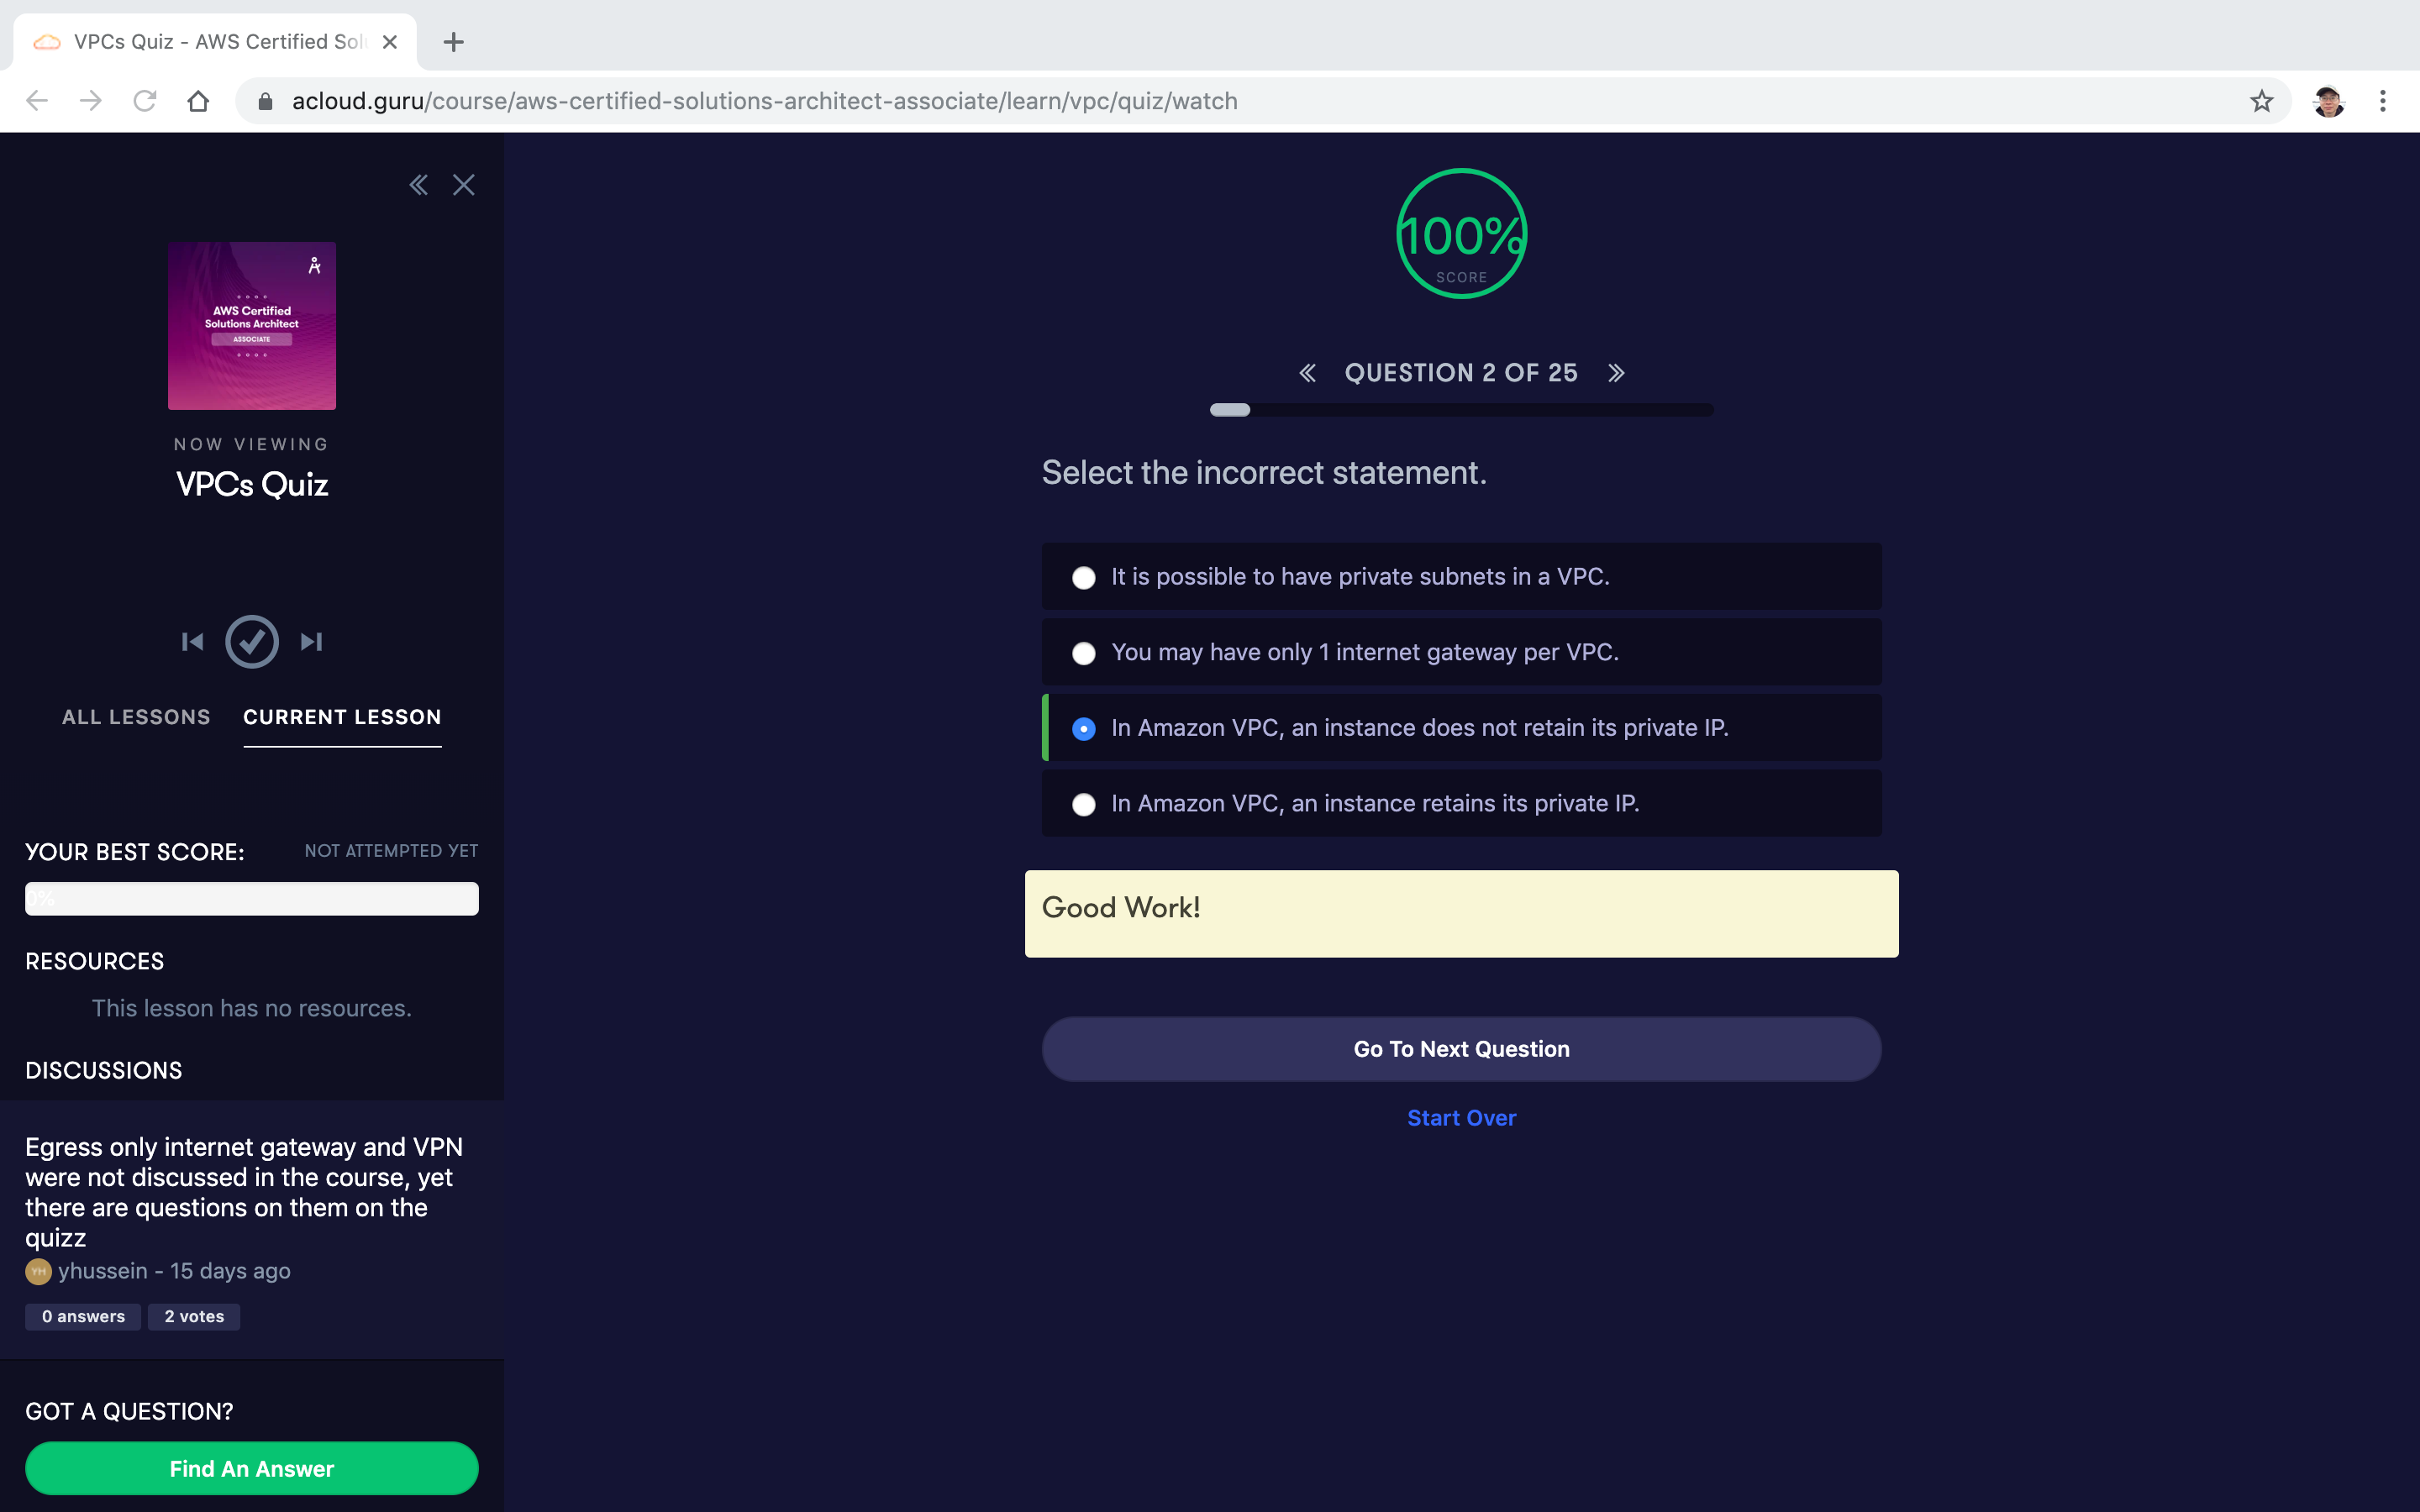 VPCs Quiz - AWS Certified Sol
acloud.guru/course/aws-certified-solutions-architect-associate/learn/vpc/quiz/watch
AWS Certified
Solutions Architect
ASSOCIATE
NOW VIEWING
VPCs Quiz
ALL LESSONS
CURRENT LESSON
YOUR BEST SCORE:
NOT ATTEMPTED YET
0%
RESOURCES
This lesson has no resources.
DISCUSSIONS
Egress only internet gateway and VPN
were not discussed in the course, yet
there are questions on them on the
quizz
YH
yhussein - 15 days ago
0 answers
2 votes
GOT A QUESTION?
Find An Answer
100%
SCORE
QUESTION 2 OF 25
Select the incorrect statement.
It is possible to have private subnets in a VPC.
You may have only 1 internet gateway per VPC.
In Amazon VPC, an instance does not retain its private IP.
In Amazon VPC, an instance retains its private IP.
Good Work!
Go To Next Question
Start Over